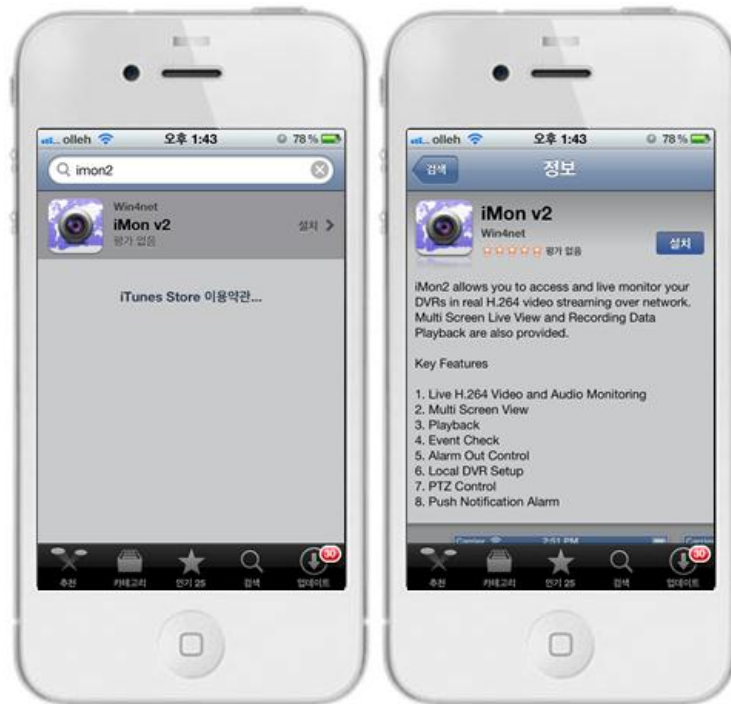 olleh 오후 1:43 78%
imon2
Win4net
iMon v2
평가 없음
설치
iTunes Store 이용약관...
추천 카테고리 인기 25 검색 업데이트
30
olleh 오후 1:43 78%
검색 정보
iMon v2
Win4net
평가 없음
설치
iMon2 allows you to access and live monitor your
DVRs in real H.264 video streaming over network.
Multi Screen Live View and Recording Data
Playback are also provided.
Key Features
1. Live H.264 Video and Audio Monitoring
2. Multi Screen View
3. Playback
4. Event Check
5. Alarm Out Control
6. Local DVR Setup
7. PTZ Control
8. Push Notification Alarm
Carrier 2:51 PM
추천 카테고리 인기 25 검색 업데이트
30